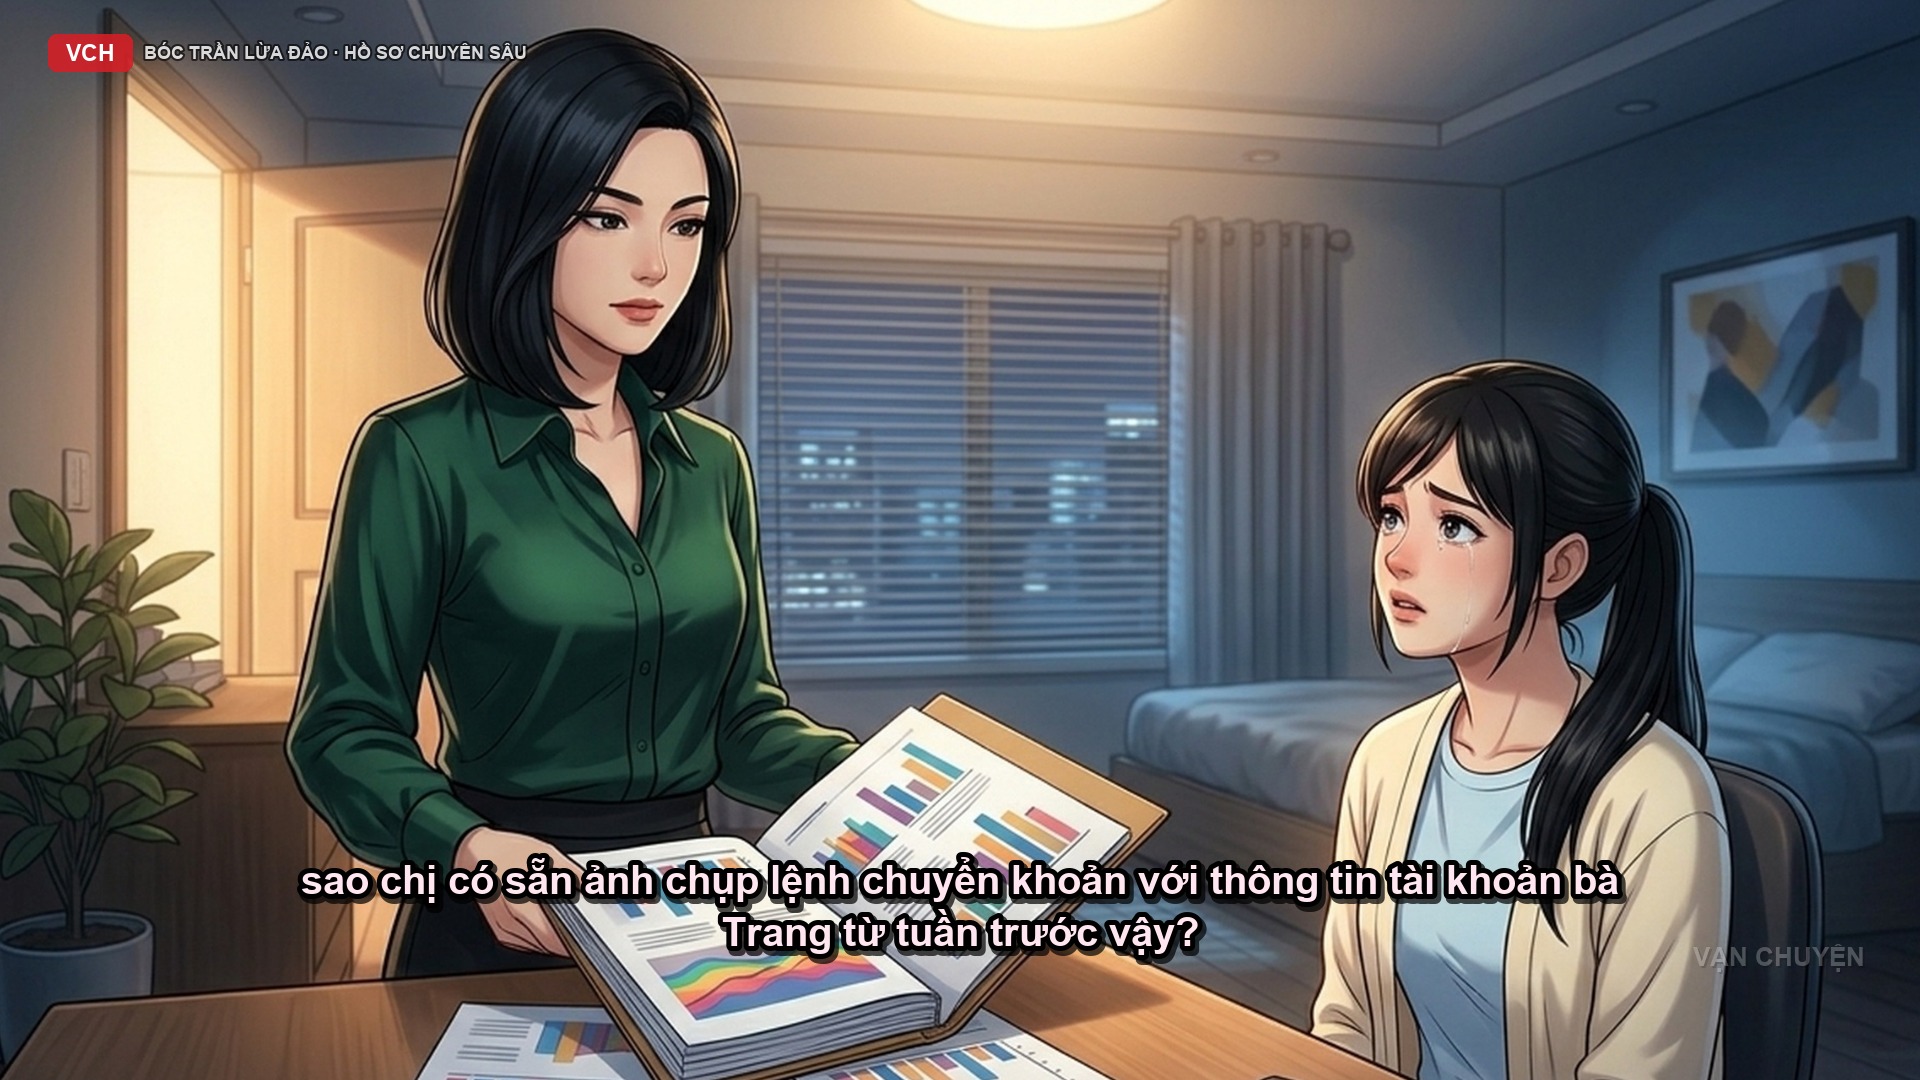 VCH BÓC TRẦN LỪA ĐẢO · HỒ SƠ CHUYÊN SÂU
sao chị có sẵn ảnh chụp lệnh chuyển khoản với thông tin tài khoản bà
Trang từ tuần trước vậy?
VẠN CHUYỆN